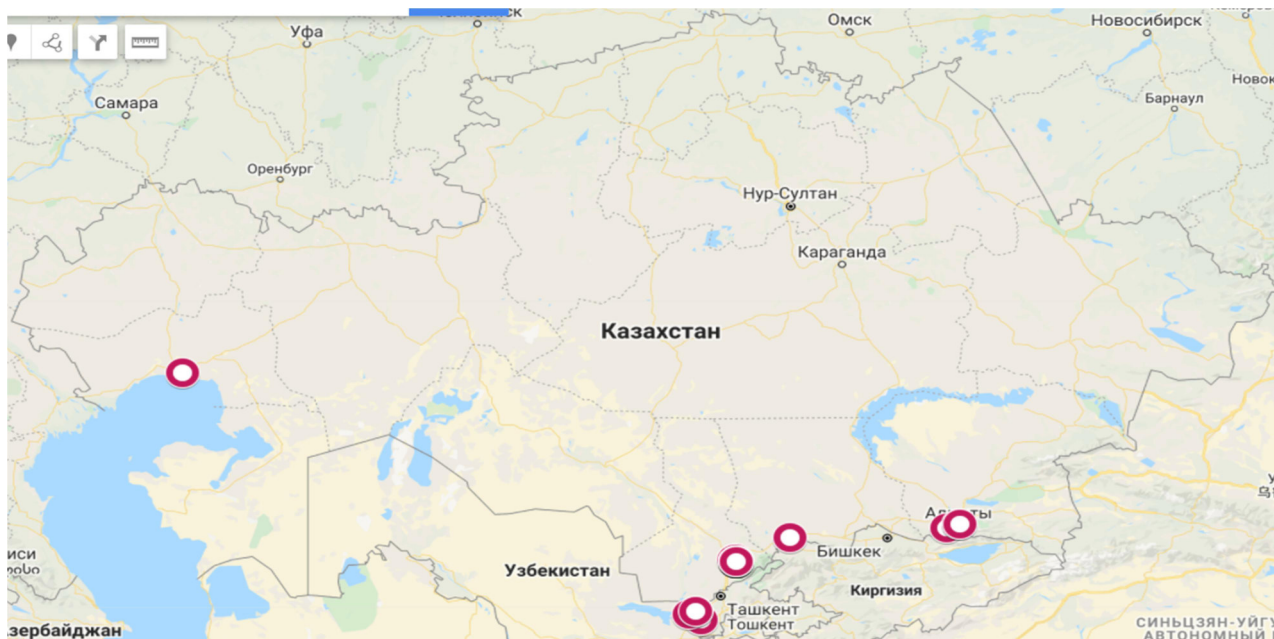 Уфа
Омск
Новосибирск
Самара
Барнаул
Оренбург
Нур-Султан
Караганда
Казахстан
Бишкек
Узбекистан
Киргизия
Ташкент
Тошкент
СИНЬЦЗЯН-УЙГУ
АВТОНОМНЫЙ
зербайджан